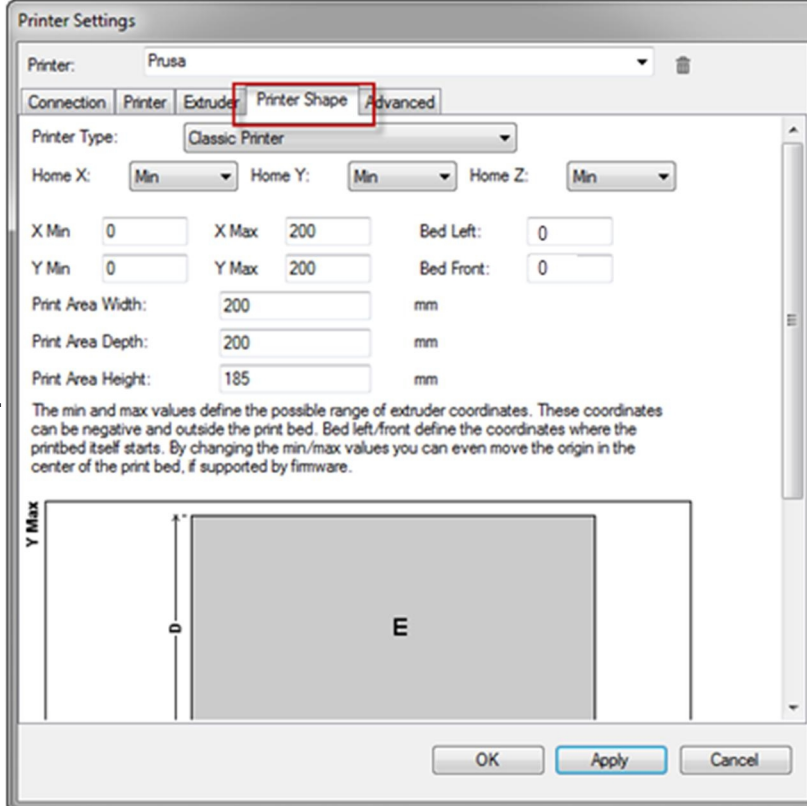 Printer Settings
Printer: Prusa
Connection Printer Extruder Printer Shape Advanced
Printer Type: Classic Printer
Home X: Min Home Y: Min Home Z: Min
X Min 0 X Max 200 Bed Left: 0
Y Min 0 Y Max 200 Bed Front: 0
Print Area Width: 200 mm
Print Area Depth: 200 mm
Print Area Height: 185 mm
The min and max values define the possible range of extruder coordinates. These coordinates
can be negative and outside the print bed. Bed left/front define the coordinates where the
printbed itself starts. By changing the min/max values you can even move the origin in the
center of the print bed, if supported by firmware.
Y Max
D
E
OK Apply Cancel